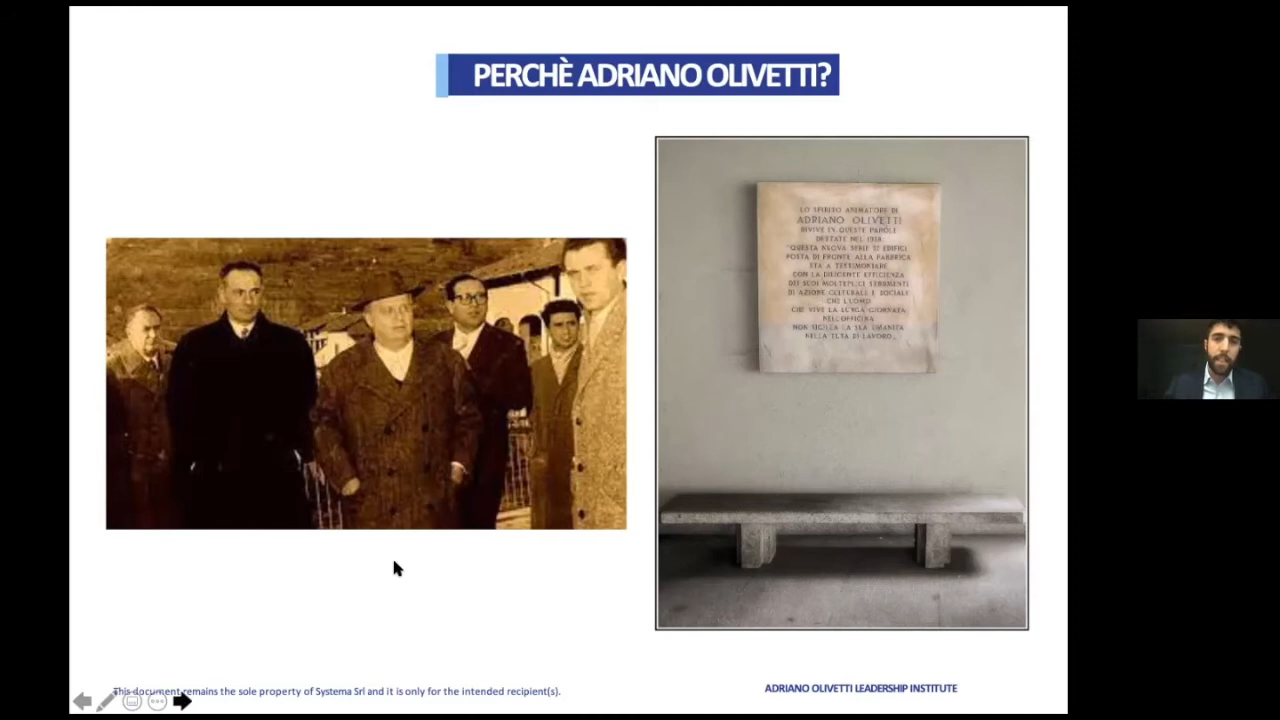 PERCHÈ ADRIANO OLIVETTI?
LO SPIRITO ANIMATORE DI
ADRIANO OLIVETTI
RIVIVE IN QUESTE PAROLE
DETTATE NEL 1958:
"QUESTA NUOVA SERIE DI EDIFICI
POSTA DI FRONTE ALLA FABBRICA
STA A TESTIMONIARE
CON LA DILIGENTE EFFICIENZA
DEI SUOI MOLTEPLICI STRUMENTI
DI AZIONE CULTURALE E SOCIALE
CHE L'UOMO
CHE VIVE LA LUNGA GIORNATA
NELL'OFFICINA
NON SIGILLA LA SUA UMANITÀ
NELLA TUTA DI LAVORO"
This document remains the sole property of Systema Srl and it is only for the intended recipient(s).
ADRIANO OLIVETTI LEADERSHIP INSTITUTE